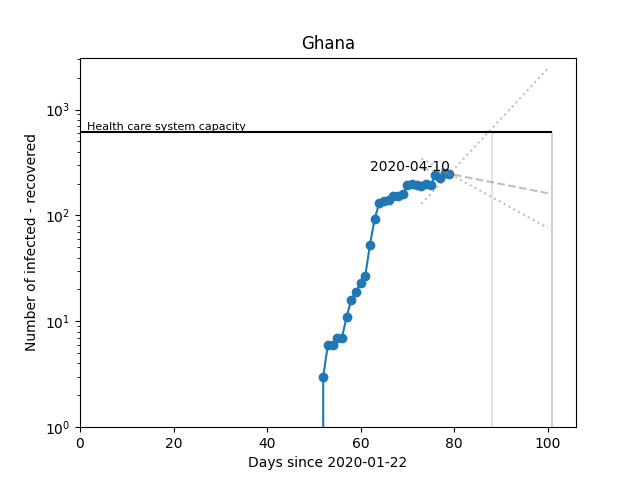 Ghana
Number of infected - recovered
10³
10²
10¹
10⁰
Health care system capacity
2020-04-10
0 20 40 60 80 100
Days since 2020-01-22